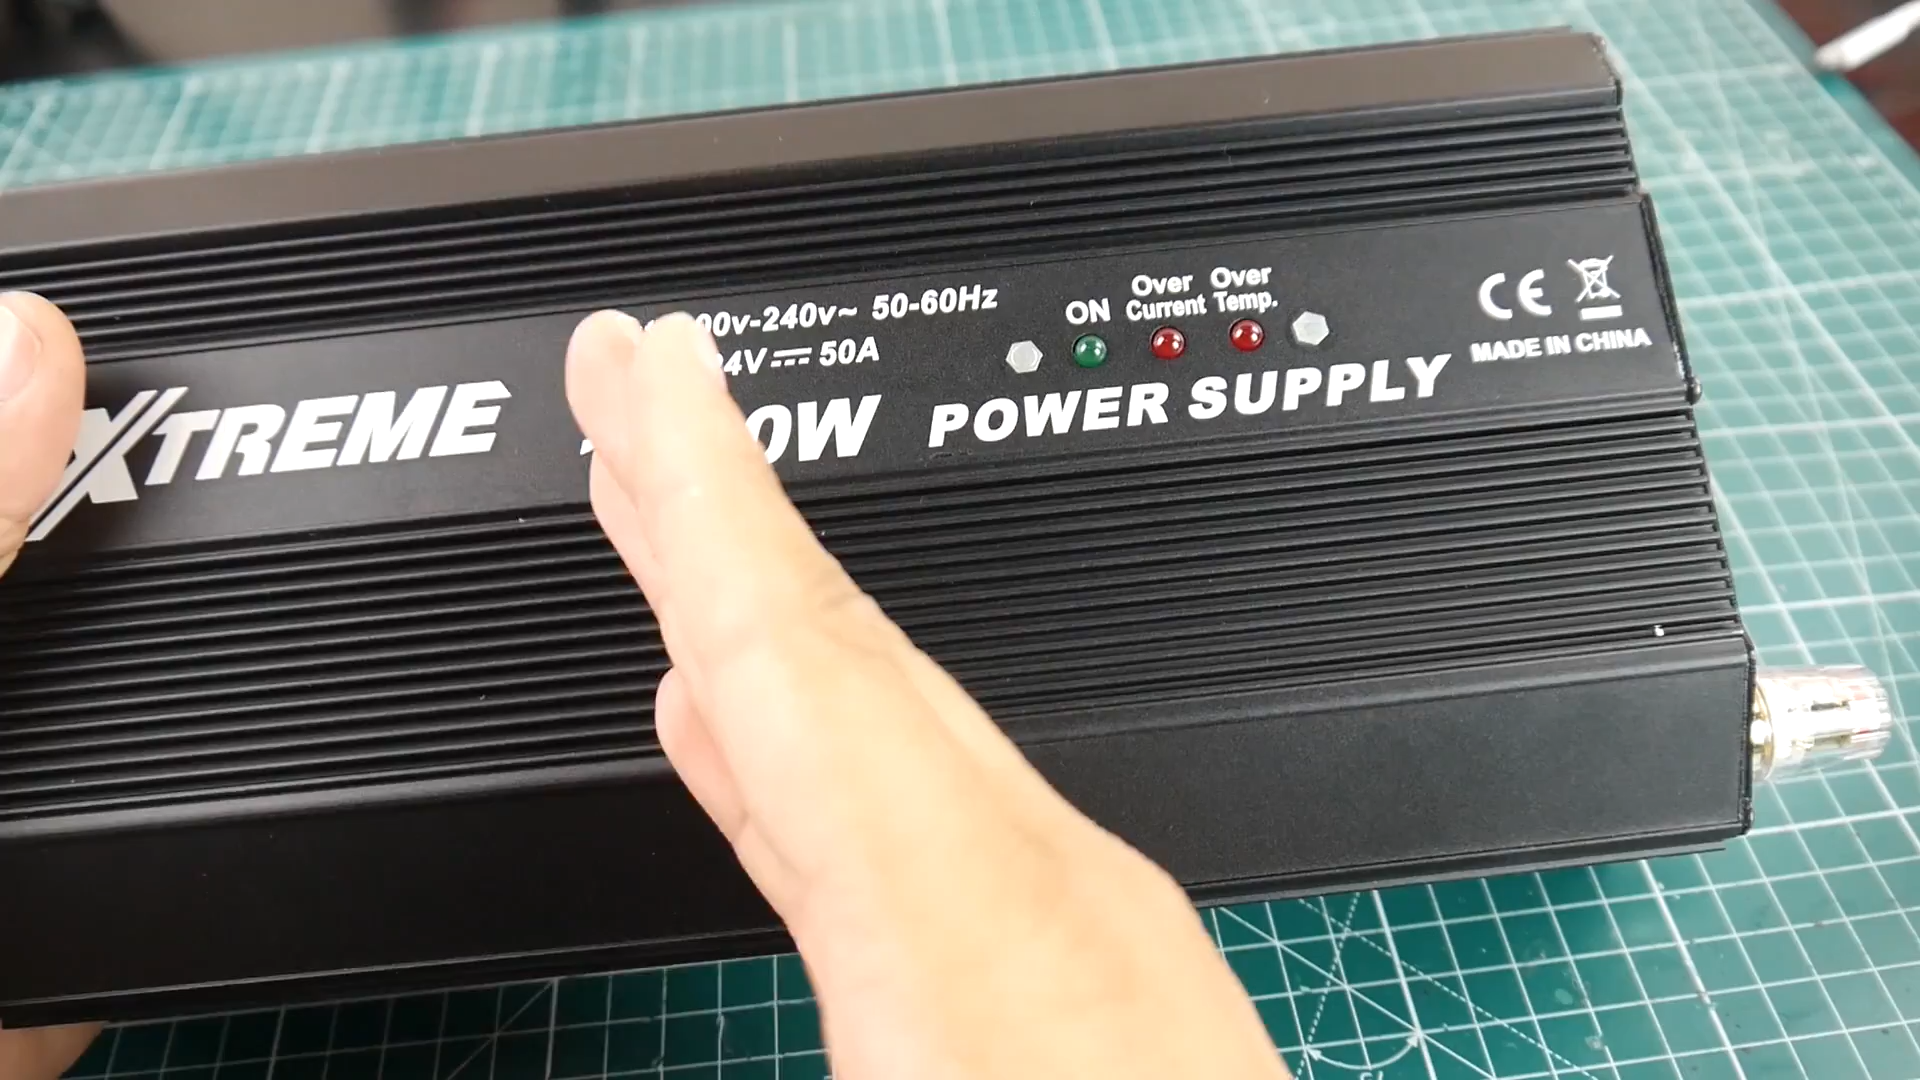 00v-240v~ 50-60Hz
4V⎓50A
XTREME
0W
POWER SUPPLY
ON
Over Current
Over Temp.
CE
MADE IN CHINA